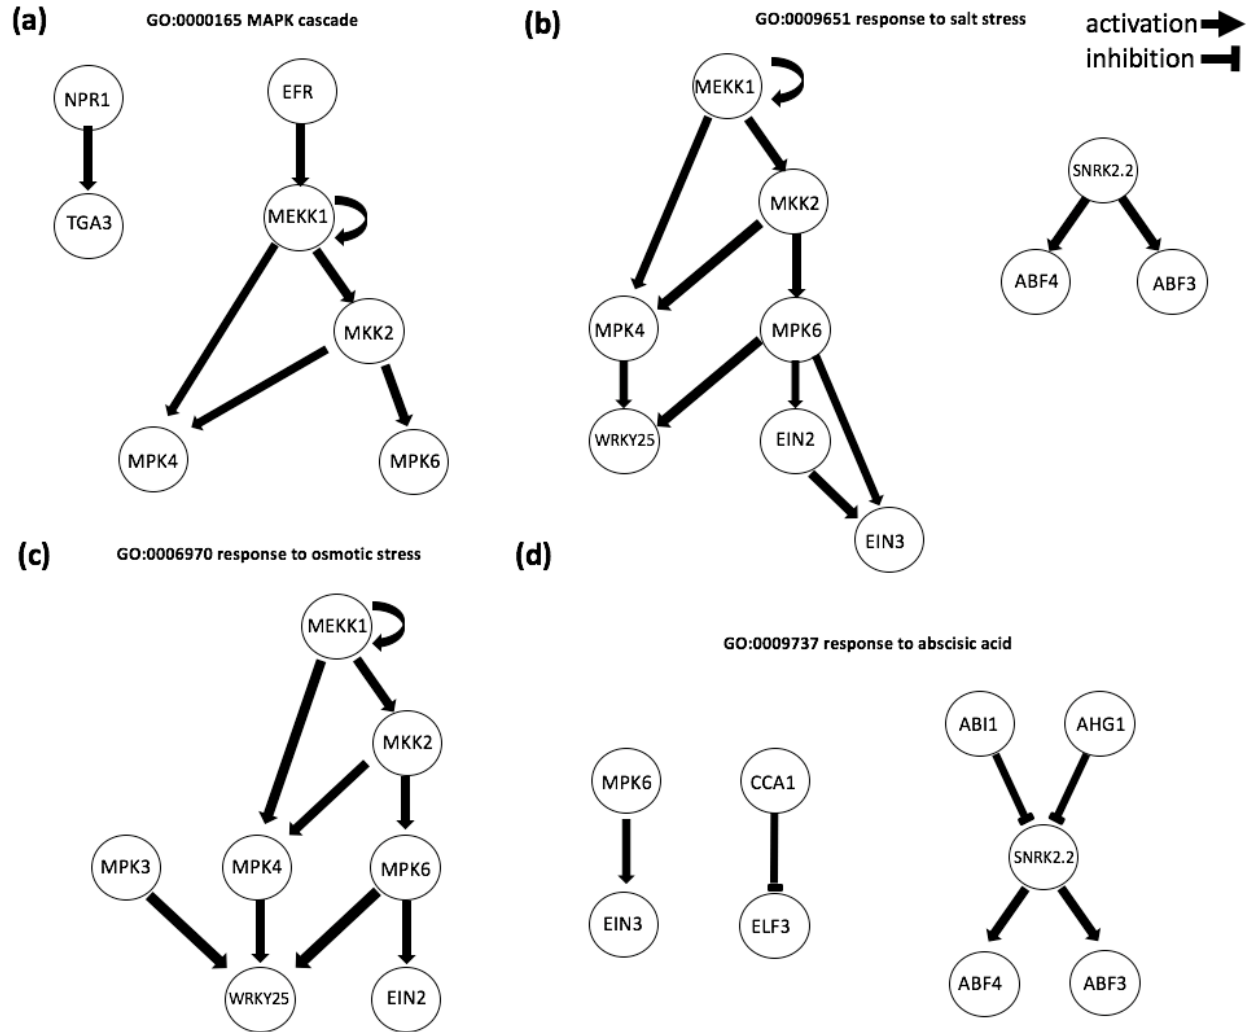 (a)
GO:0000165 MAPK cascade
NPR1
EFR
TGA3
MEKK1
MKK2
MPK4
MPK6
(b)
GO:0009651 response to salt stress
activation
inhibition
MEKK1
SNRK2.2
MKK2
ABF4
ABF3
MPK4
MPK6
WRKY25
EIN2
EIN3
(c)
GO:0006970 response to osmotic stress
MEKK1
MKK2
MPK3
MPK4
MPK6
WRKY25
EIN2
(d)
GO:0009737 response to abscisic acid
ABI1
AHG1
MPK6
CCA1
SNRK2.2
EIN3
ELF3
ABF4
ABF3